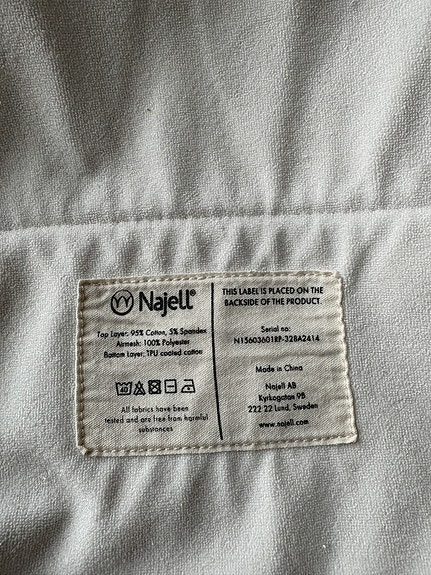 Najell®
Top Layer: 95% Cotton, 5% Spandex
Airmesh: 100% Polyester
Bottom Layer: TPU coated cotton
40
All fabrics have been
tested and are free from harmful
substances
THIS LABEL IS PLACED ON THE
BACKSIDE OF THE PRODUCT.
Serial no:
N15603601RP-328A2414
Made in China
Najell AB
Kyrkogatan 9B
222 22 Lund, Sweden
www.najell.com